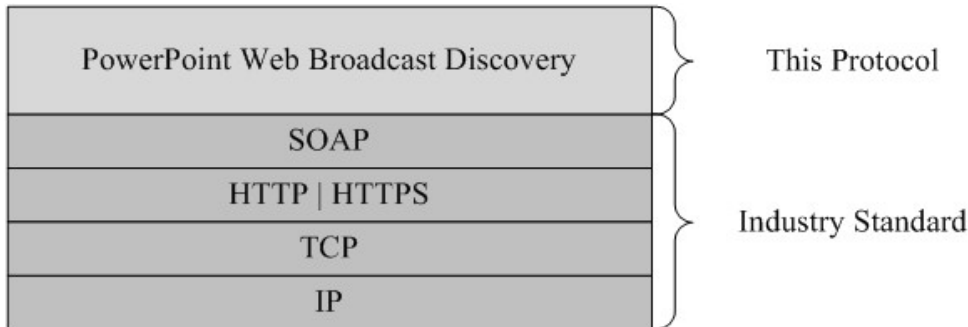 PowerPoint Web Broadcast Discovery
This Protocol
SOAP
HTTP | HTTPS
TCP
IP
Industry Standard